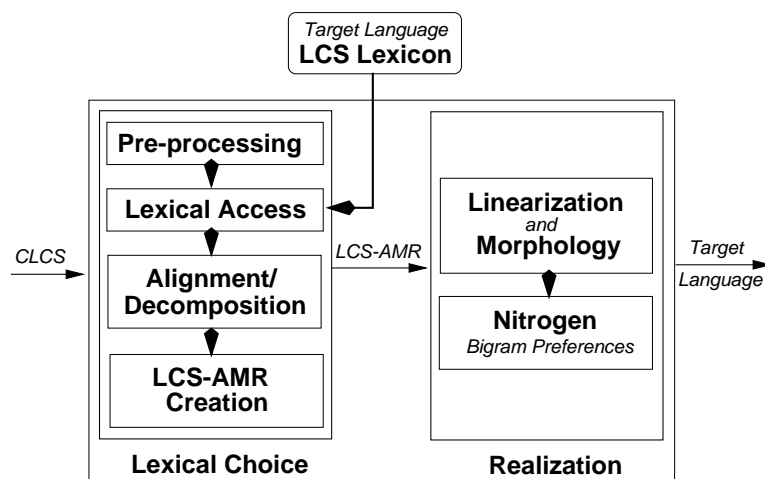 Target Language
LCS Lexicon
Pre-processing
Lexical Access
CLCS
Alignment/
Decomposition
LCS-AMR
Creation
Lexical Choice
LCS-AMR
Linearization
and
Morphology
Nitrogen
Bigram Preferences
Realization
Target
Language